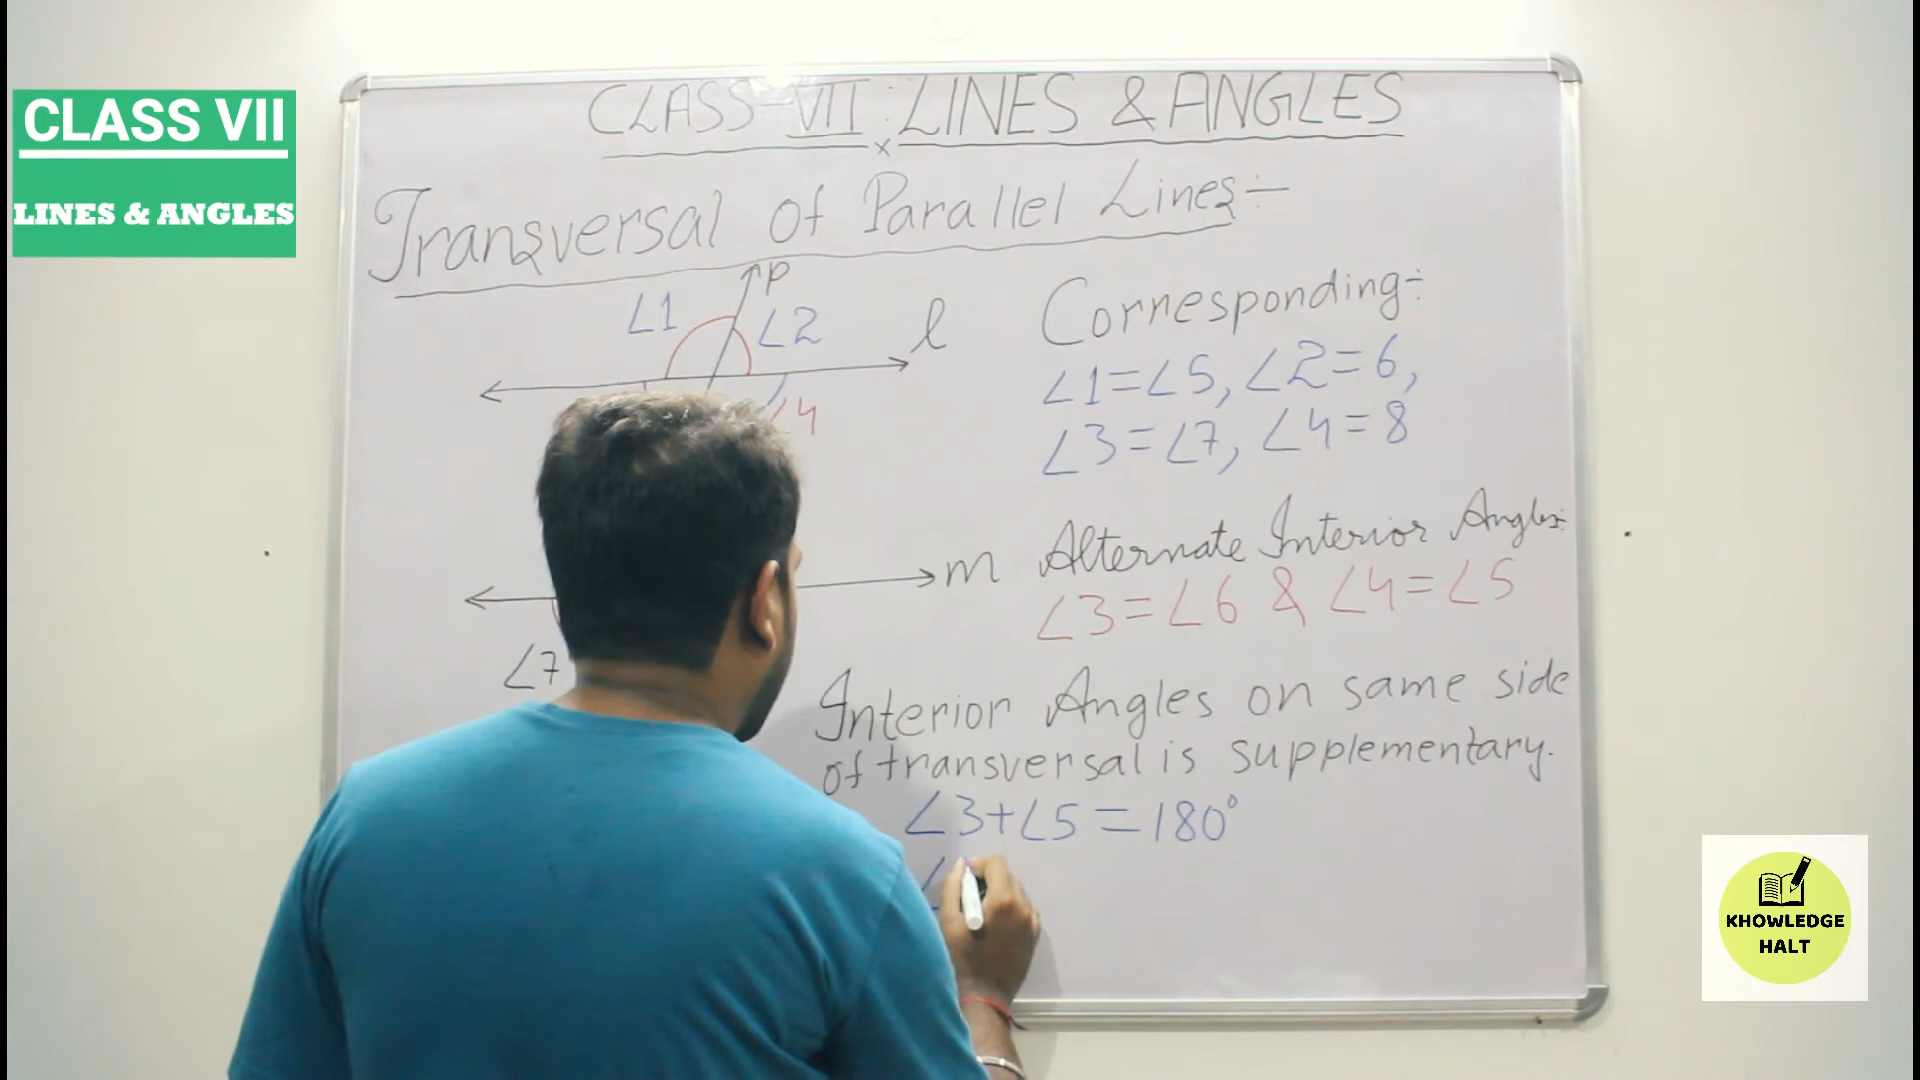 CLASS VII
LINES & ANGLES
CLASS-VII: LINES & ANGLES
x
Transversal Of Parallel Lines:-
p
∠1
∠2
l
∠4
m
∠7
Corresponding:-
∠1=∠5, ∠2=6,
∠3=∠7, ∠4=8
Alternate Interior Angles:-
∠3=∠6 & ∠4=∠5
Interior Angles on same side
of transversal is supplementary.
∠3+∠5=180°
∠
KNOWLEDGE
HALT